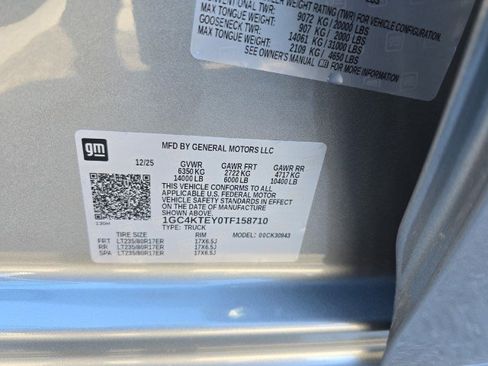 WEIGHT RATING (TWR) FOR VEHICLE CONFIGURATION.
CONVENTIONAL TWR: 9072 KG / 20000 LBS
MAX TONGUE WEIGHT: 907 KG / 2000 LBS
GOOSENECK TWR: 14061 KG / 31000 LBS
MAX TONGUE WEIGHT: 2109 KG / 4650 LBS
SEE OWNER'S MANUAL FOR MORE INFORMATION
gm
MFD BY GENERAL MOTORS LLC
12/25 GVWR GAWR FRT GAWR RR
6350 KG 2722 KG 4717 KG
14000 LB 6000 LB 10400 LB
THIS VEHICLE CONFORMS TO ALL
APPLICABLE U.S. FEDERAL MOTOR
VEHICLE SAFETY STANDARDS IN EFFECT
ON THE DATE OF MANUFACTURE
SHOWN ABOVE.
1GC4KTEY0TF158710
TYPE: TRUCK
TIRE SIZE RIM MODEL: 00CK30943
FRT LT235/80R17ER 17X6.5J
RR LT235/80R17ER 17X6.5J
SPA LT235/80R17ER 17X6.5J